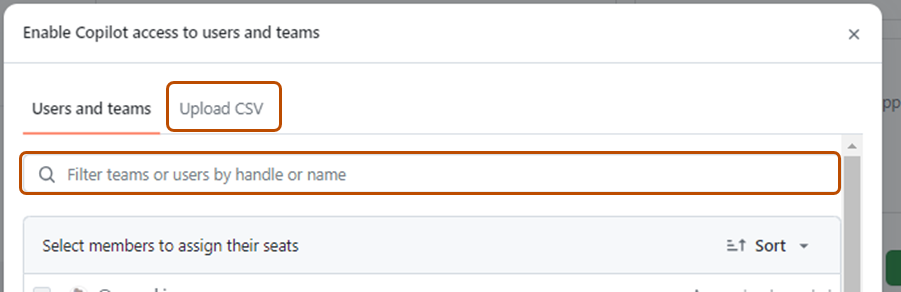 Enable Copilot access to users and teams
Users and teams
Upload CSV
Filter teams or users by handle or name
Select members to assign their seats
Sort